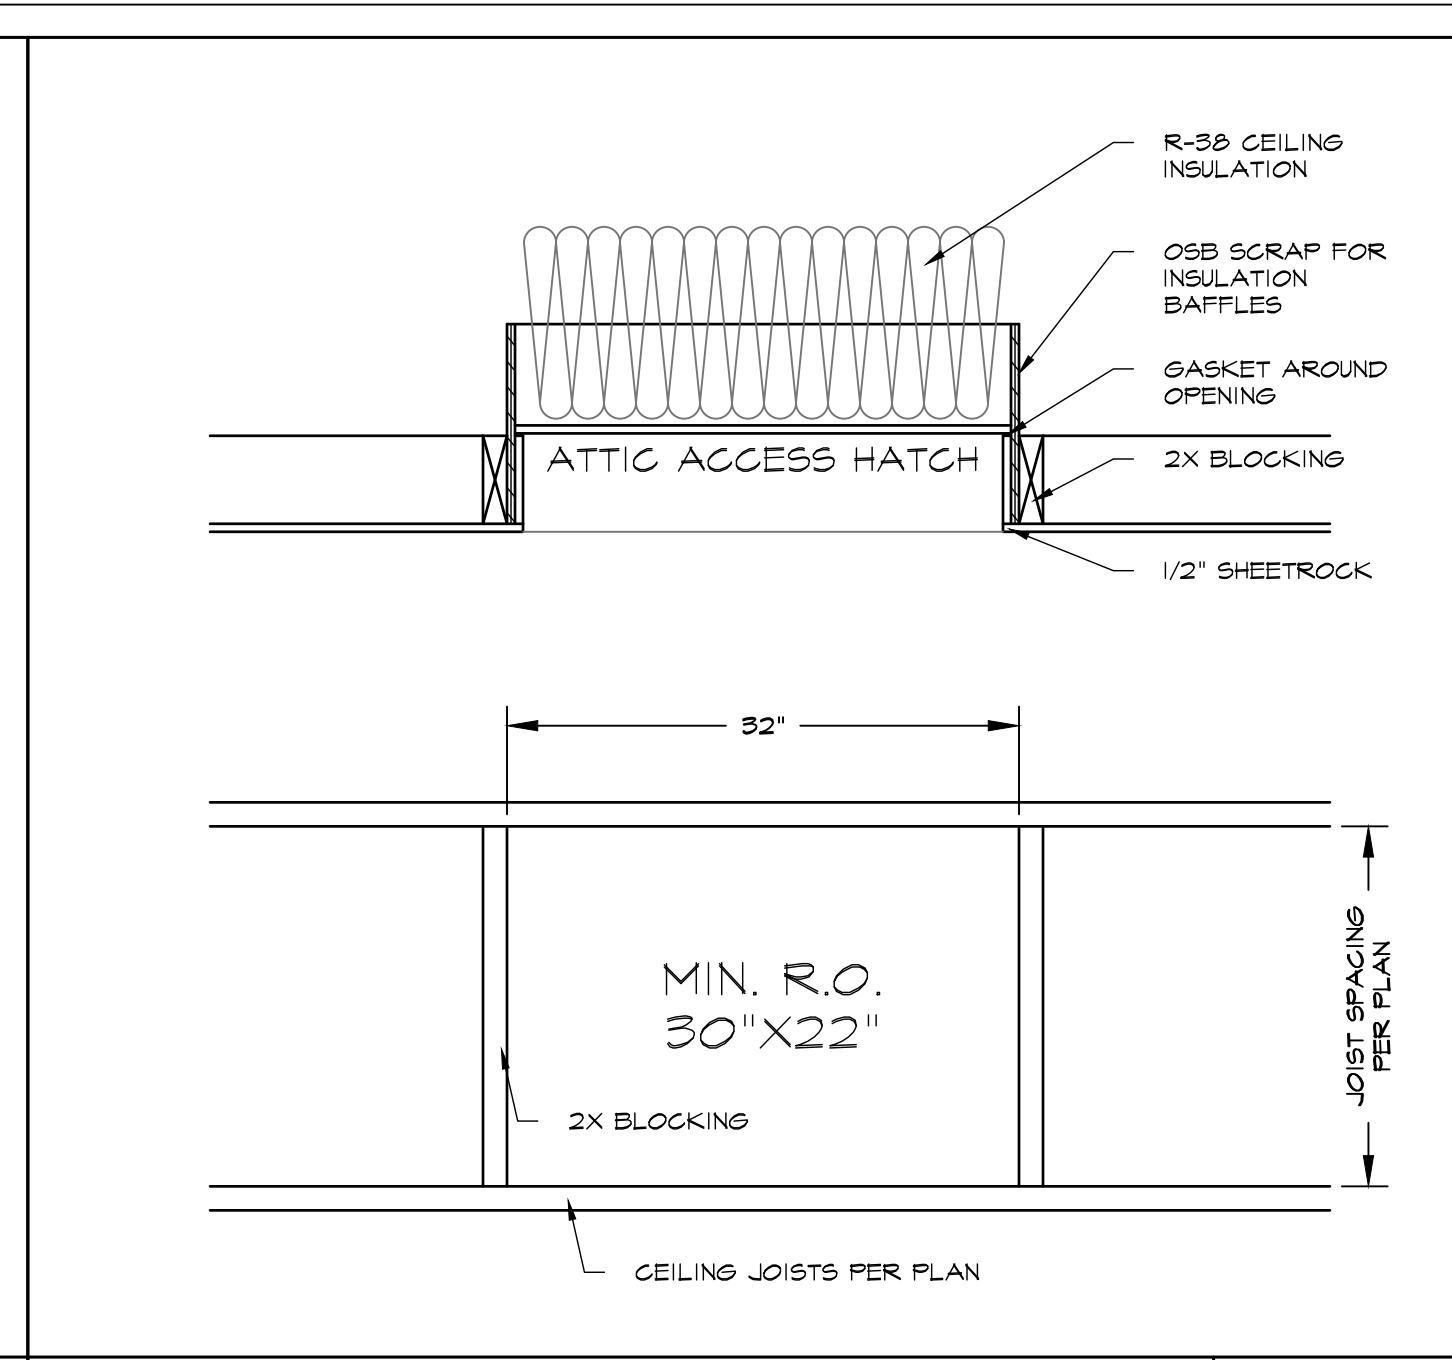 R-38 CEILING
INSULATION
OSB SCRAP FOR
INSULATION
BAFFLES
GASKET AROUND
OPENING
ATTIC ACCESS HATCH
2X BLOCKING
1/2" SHEETROCK
32"
MIN. R.O.
30"X22"
JOIST SPACING
PER PLAN
2X BLOCKING
CEILING JOISTS PER PLAN